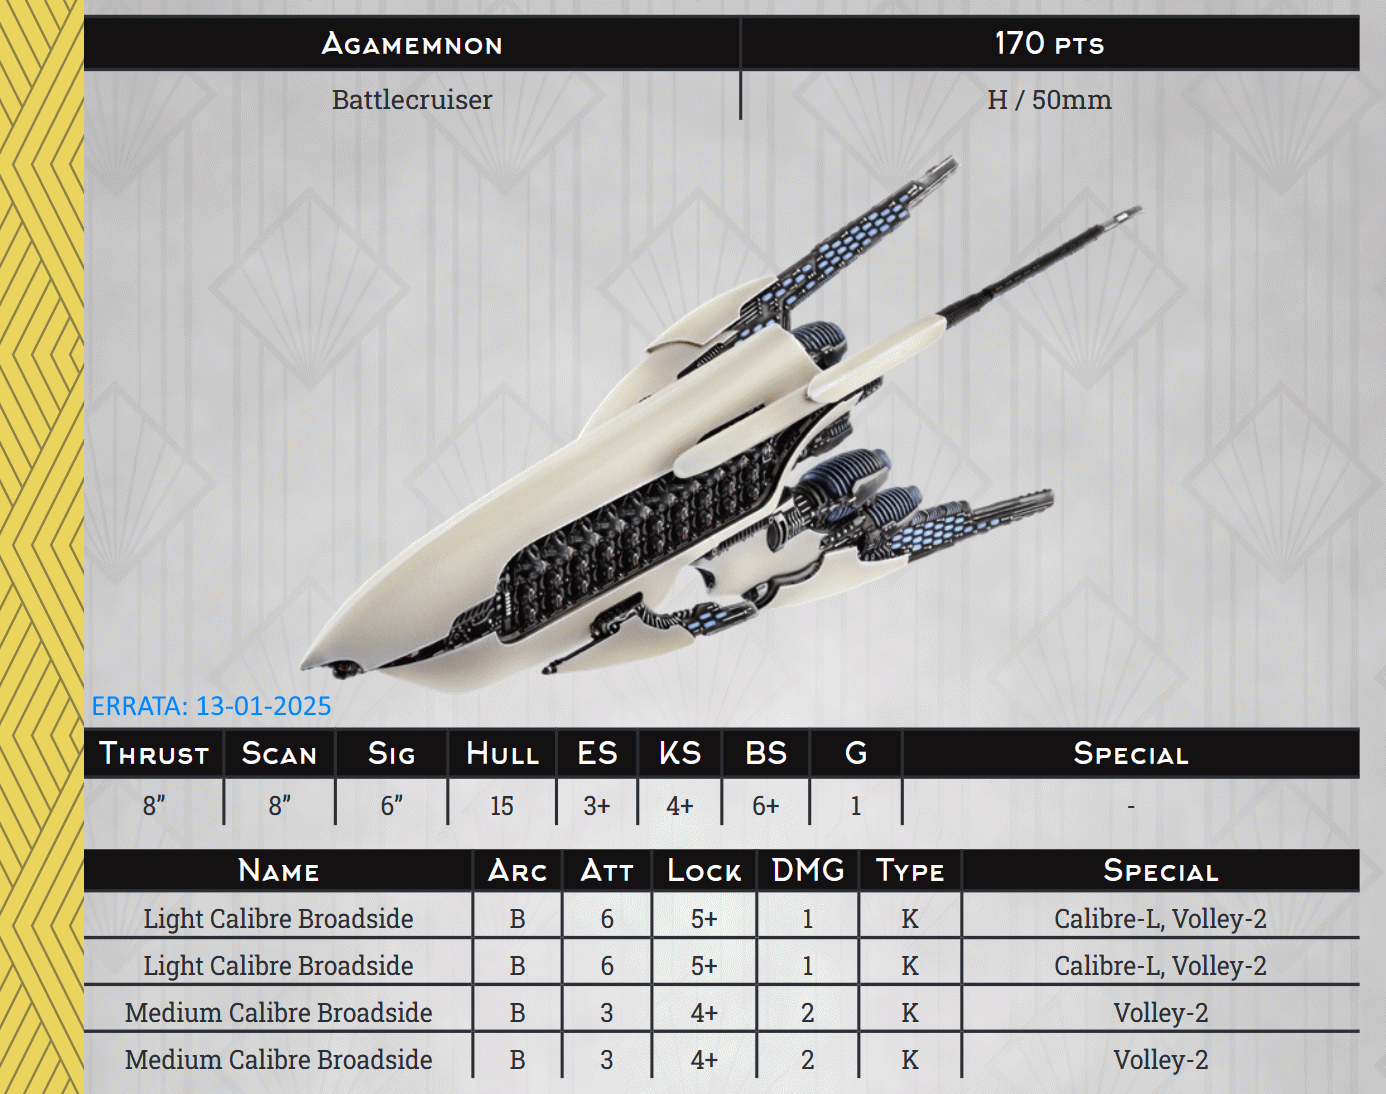 Agamemnon 170 pts
Battlecruiser H / 50mm
ERRATA: 13-01-2025
Thrust Scan Sig Hull ES KS BS G Special
8” 8” 6” 15 3+ 4+ 6+ 1 -
Name Arc Att Lock DMG Type Special
Light Calibre Broadside B 6 5+ 1 K Calibre-L, Volley-2
Light Calibre Broadside B 6 5+ 1 K Calibre-L, Volley-2
Medium Calibre Broadside B 3 4+ 2 K Volley-2
Medium Calibre Broadside B 3 4+ 2 K Volley-2